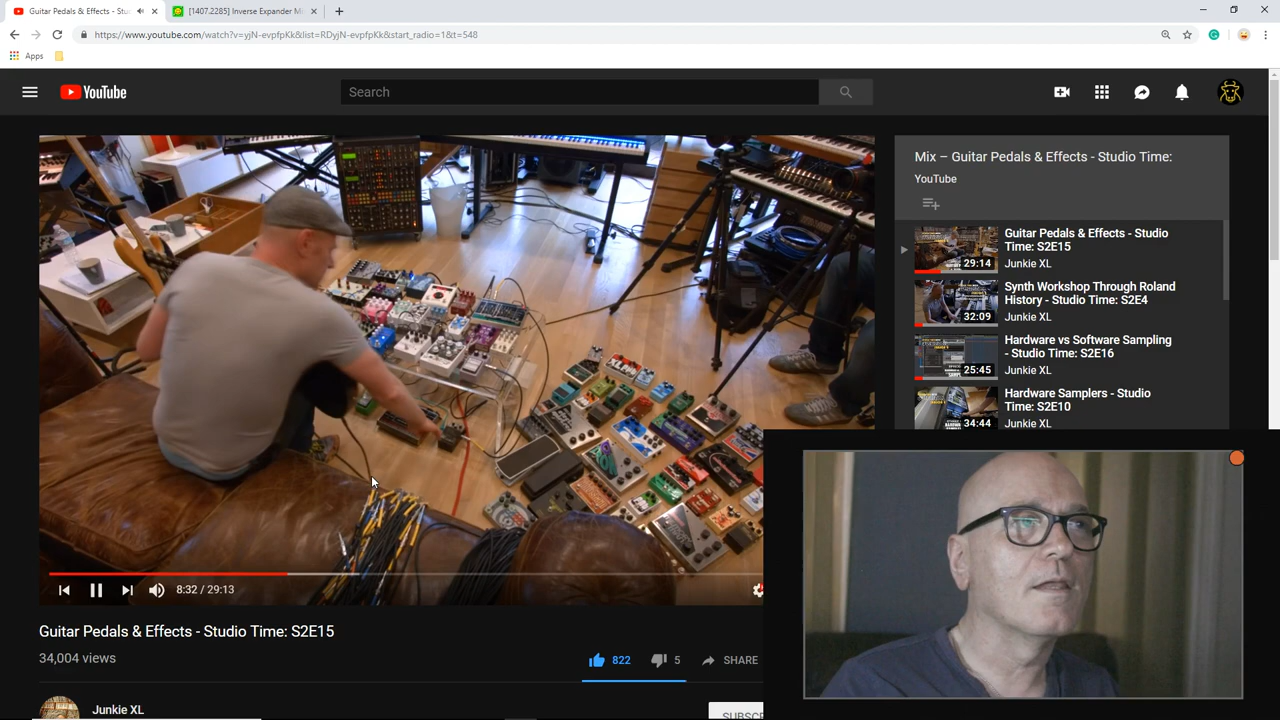 Guitar Pedals & Effects - Stu
[1407.2285] Inverse Expander M
https://www.youtube.com/watch?v=yjN-evpfpKk&list=RDyjN-evpfpKk&start_radio=1&t=548
Apps
YouTube
Search
Mix – Guitar Pedals & Effects - Studio Time:
YouTube
Guitar Pedals & Effects - Studio
Time: S2E15
Junkie XL
29:14
Synth Workshop Through Roland
History - Studio Time: S2E4
Junkie XL
32:09
Hardware vs Software Sampling
- Studio Time: S2E16
Junkie XL
25:45
Hardware Samplers - Studio
Time: S2E10
Junkie XL
34:44
8:32 / 29:13
Guitar Pedals & Effects - Studio Time: S2E15
34,004 views
822
5
SHARE
Junkie XL
SUBSC